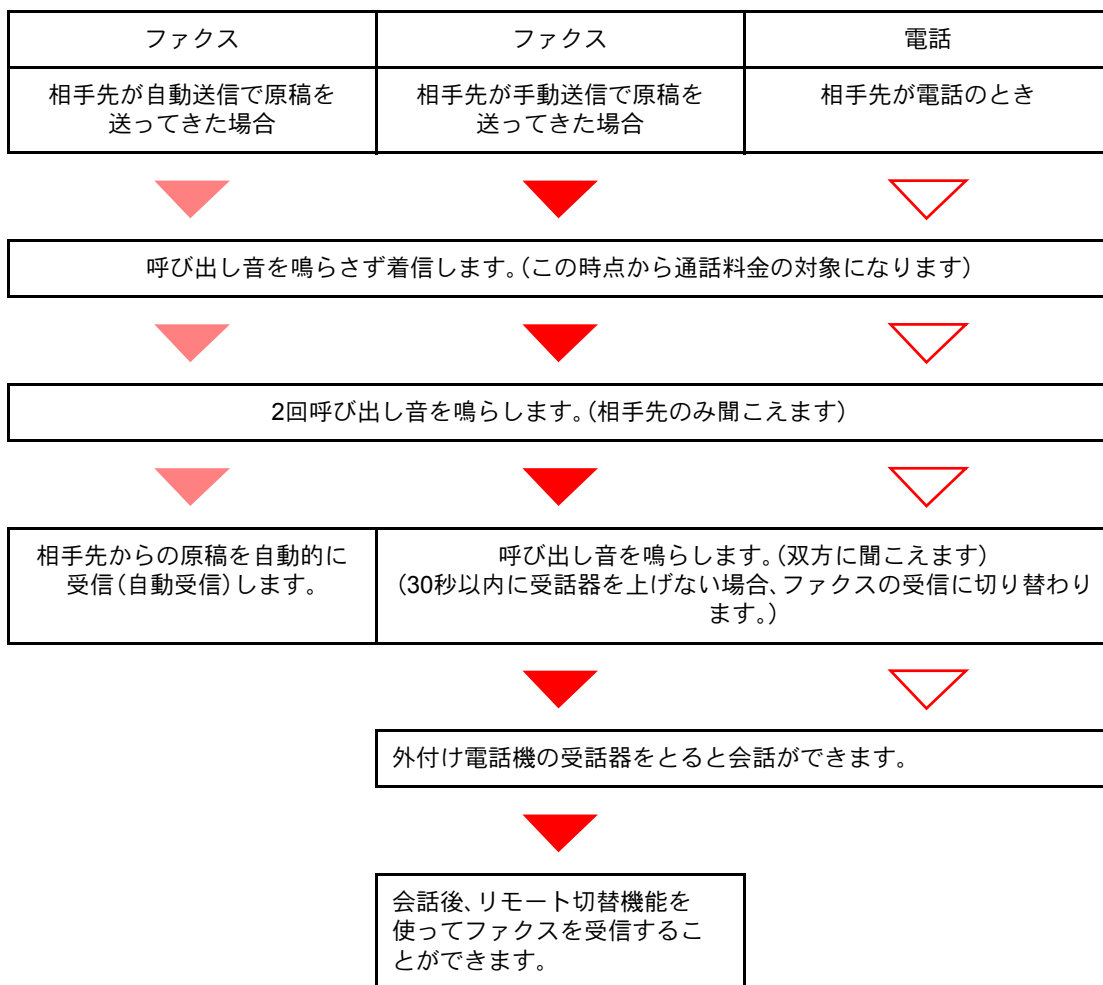 ファクス
ファクス
電話
相手先が自動送信で原稿を
送ってきた場合
相手先が手動送信で原稿を
送ってきた場合
相手先が電話のとき
呼び出し音を鳴らさず着信します。(この時点から通話料金の対象になります)
2回呼び出し音を鳴らします。(相手先のみ聞こえます)
相手先からの原稿を自動的に
受信(自動受信)します。
呼び出し音を鳴らします。(双方に聞こえます)
(30秒以内に受話器を上げない場合、ファクスの受信に切り替わり
ます。)
外付け電話機の受話器をとると会話ができます。
会話後、リモート切替機能を
使ってファクスを受信するこ
とができます。